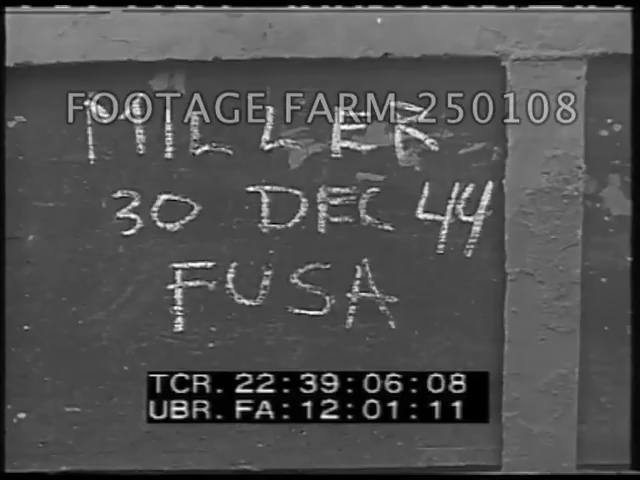 FOOTAGE FARM 250108
MILLER
30 DEC 44
FUSA
TCR. 22:39:06:08
UBR. FA: 12:01:11